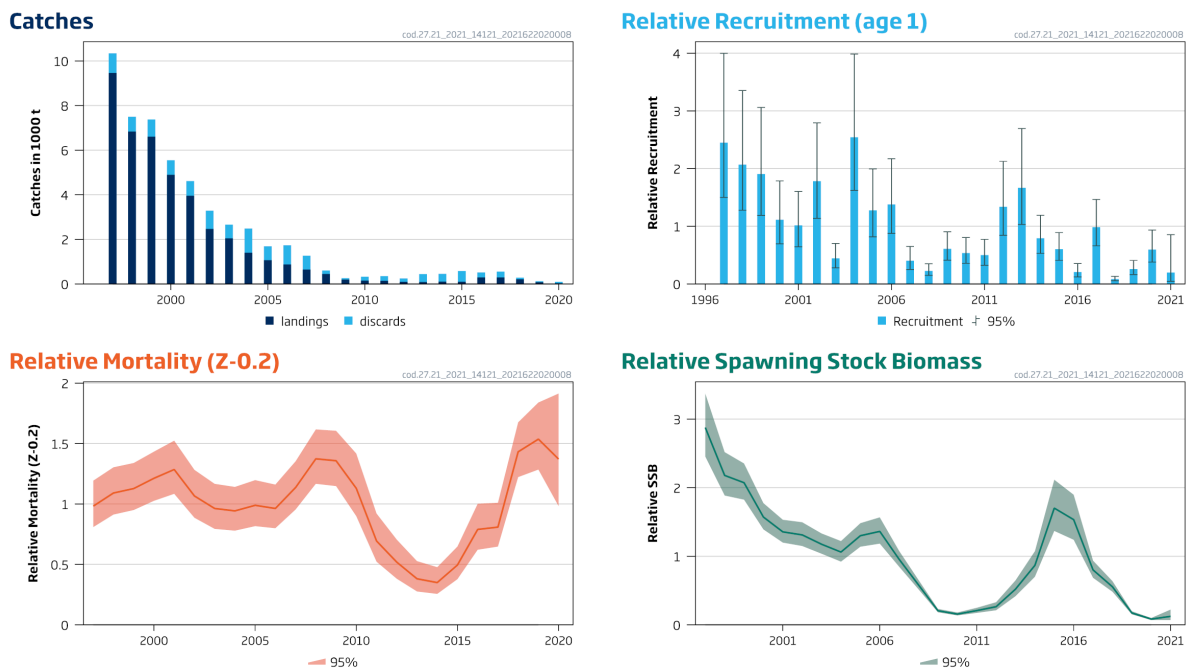 Catches
cod.27.21_2021_14121_2021622020008
Catches in 1000 t
10
8
6
4
2
0
2000 2005 2010 2015 2020
landings discards
Relative Recruitment (age 1)
cod.27.21_2021_14121_2021622020008
Relative Recruitment
4
3
2
1
0
1996 2001 2006 2011 2016 2021
Recruitment 95%
Relative Mortality (Z-0.2)
cod.27.21_2021_14121_2021622020008
Relative Mortality (Z-0.2)
2
1.5
1
0.5
0
2000 2005 2010 2015 2020
95%
Relative Spawning Stock Biomass
cod.27.21_2021_14121_2021622020008
Relative SSB
3
2
1
0
2001 2006 2011 2016 2021
95%